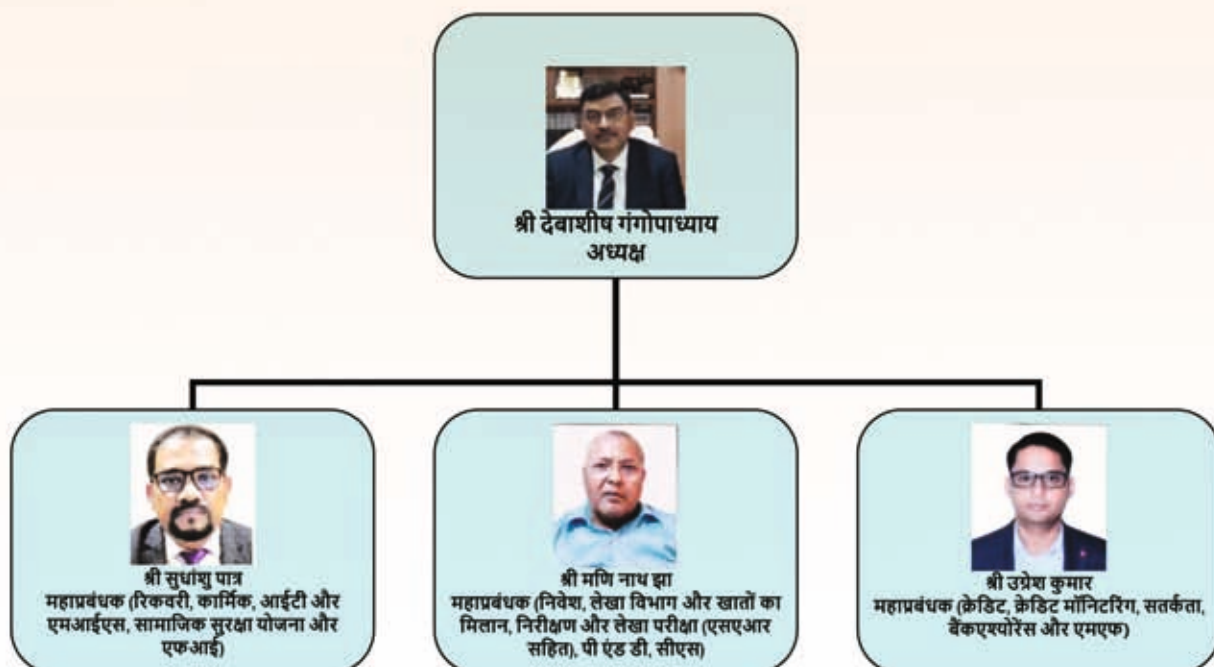 श्री देबाशीष गंगोपाध्याय
अध्यक्ष
श्री सुधांशु पात्र
महाप्रबंधक (रिकवरी, कार्मिक, आईटी और
एमआईएस, सामाजिक सुरक्षा योजना और
एफआई)
श्री मणि नाथ झा
महाप्रबंधक (निवेश, लेखा विभाग और खातों का
मिलान, निरीक्षण और लेखा परीक्षा (एसएआर
सहित), पी एंड डी, सीएस)
श्री उग्रेश कुमार
महाप्रबंधक (क्रेडिट, क्रेडिट मॉनिटरिंग, सतर्कता,
बैंकएश्योरेंस और एमएफ)